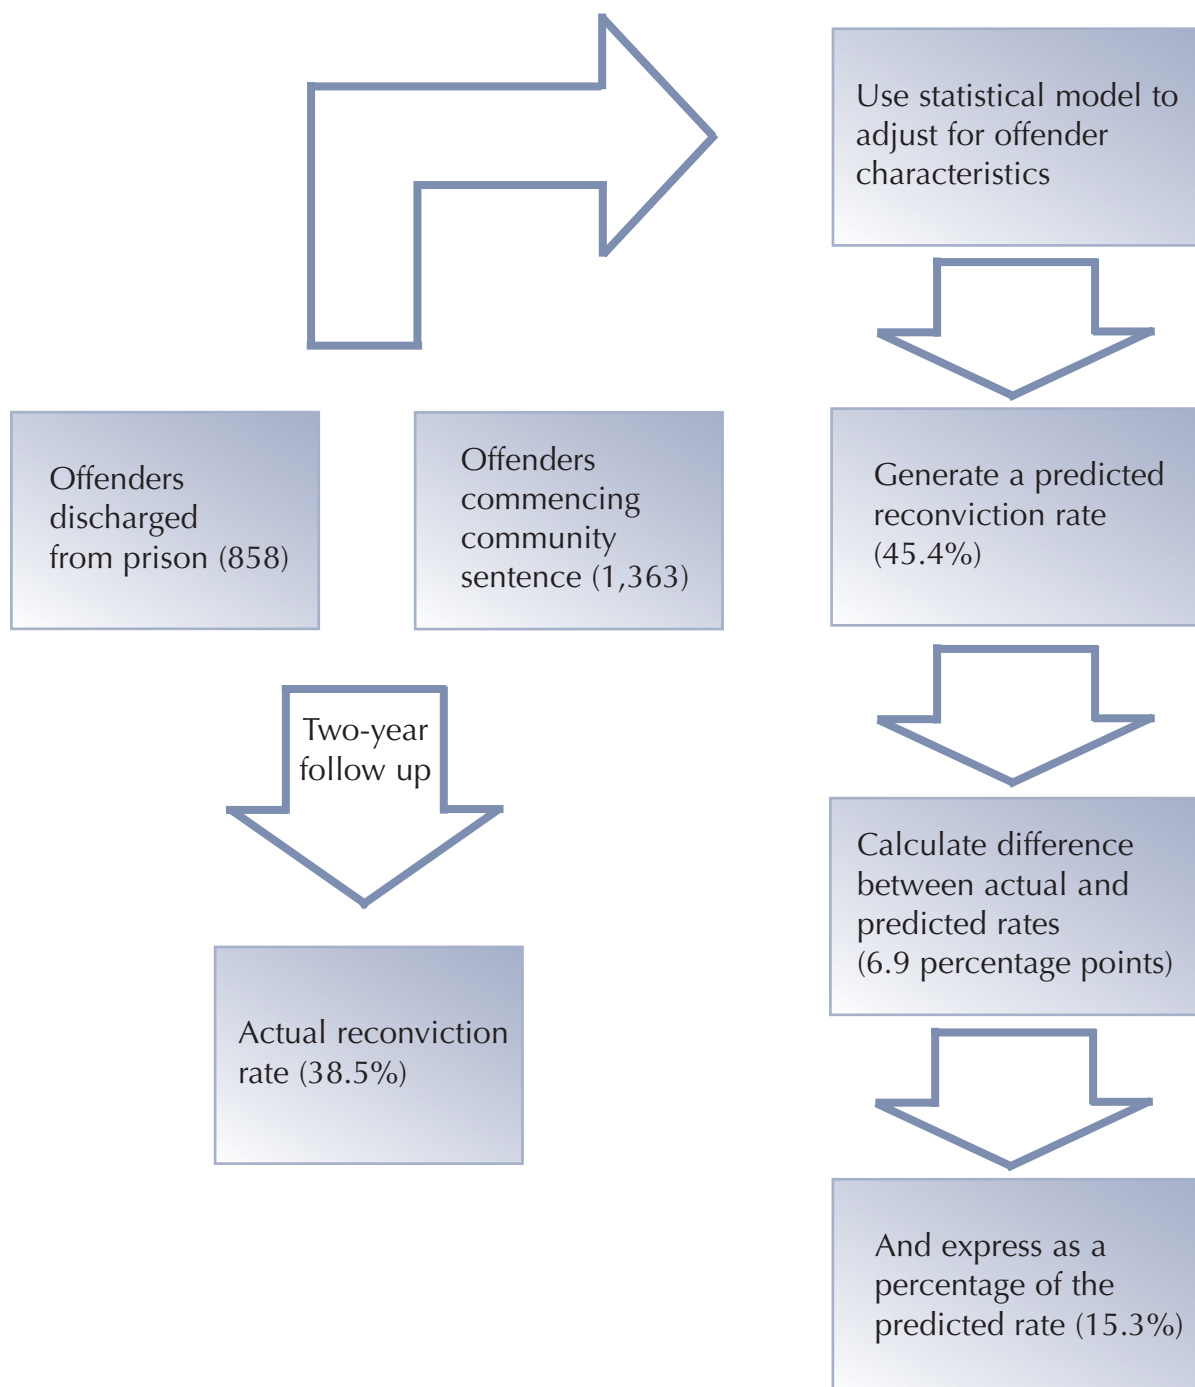 Use statistical model to
adjust for offender
characteristics
Offenders
discharged
from prison (858)
Offenders
commencing
community
sentence (1,363)
Generate a predicted
reconviction rate
(45.4%)
Two-year
follow up
Calculate difference
between actual and
predicted rates
(6.9 percentage points)
Actual reconviction
rate (38.5%)
And express as a
percentage of the
predicted rate (15.3%)